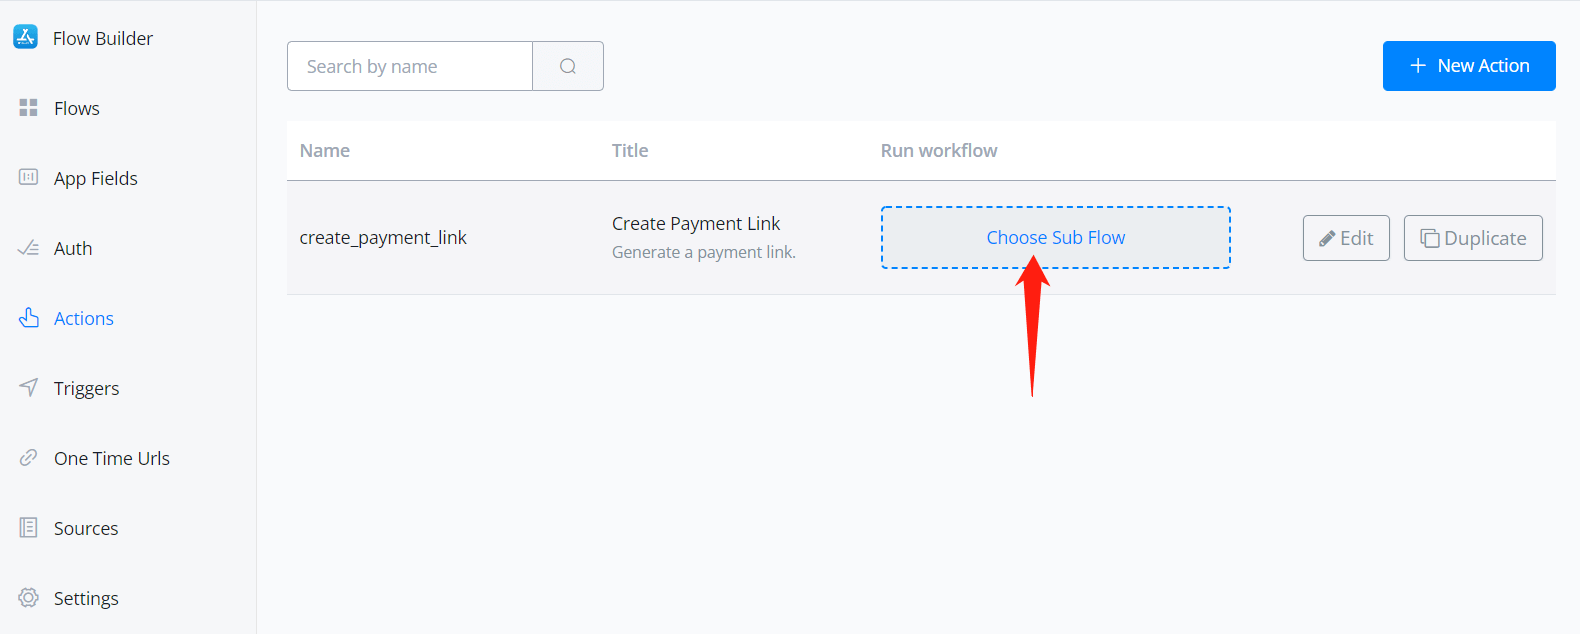 Flow Builder
Flows
App Fields
Auth
Actions
Triggers
One Time Urls
Sources
Settings
Search by name
New Action
Name Title Run workflow
create_payment_link
Create Payment Link
Generate a payment link.
Choose Sub Flow
Edit
Duplicate